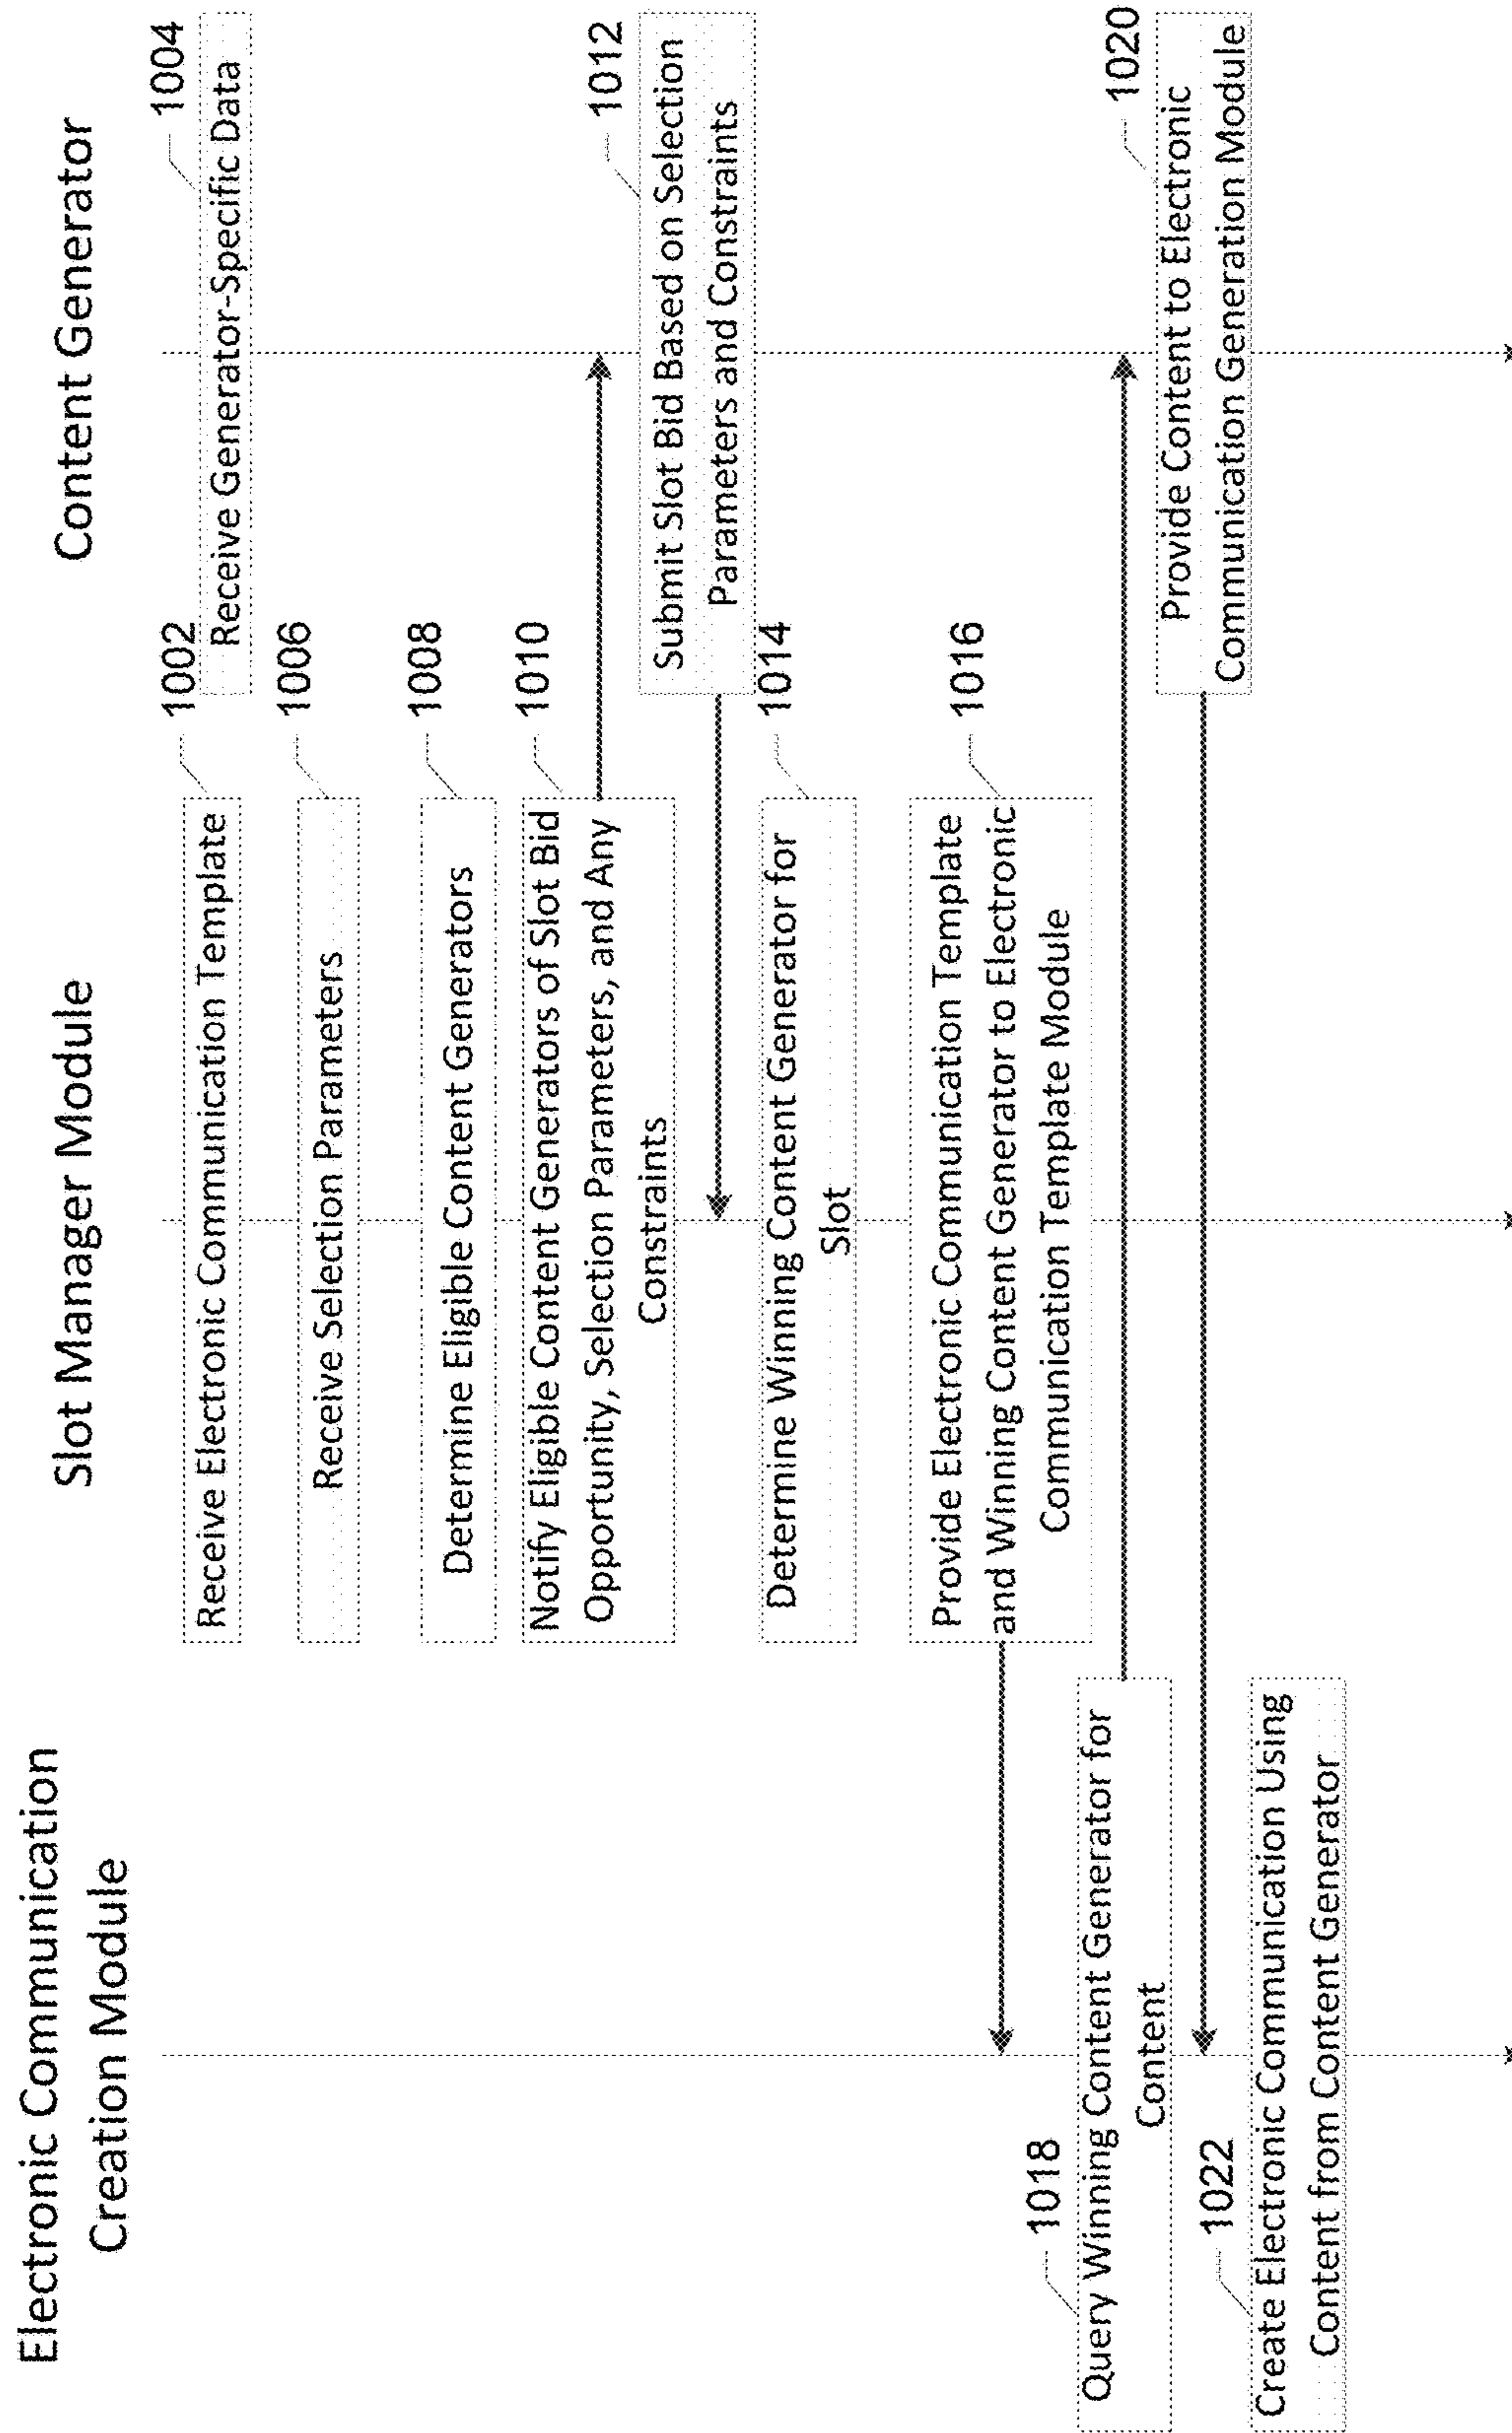 Electronic Communication
Creation Module
Slot Manager Module
Content Generator
1002
Receive Electronic Communication Template
1004
Receive Generator-Specific Data
1006
Receive Selection Parameters
1008
Determine Eligible Content Generators
1010
Notify Eligible Content Generators of Slot Bid
Opportunity, Selection Parameters, and Any
Constraints
1012
Submit Slot Bid Based on Selection
Parameters and Constraints
1014
Determine Winning Content Generator for
Slot
1016
Provide Electronic Communication Template
and Winning Content Generator to Electronic
Communication Template Module
1018
Query Winning Content Generator for
Content
1020
Provide Content to Electronic
Communication Generation Module
1022
Create Electronic Communication Using
Content from Content Generator